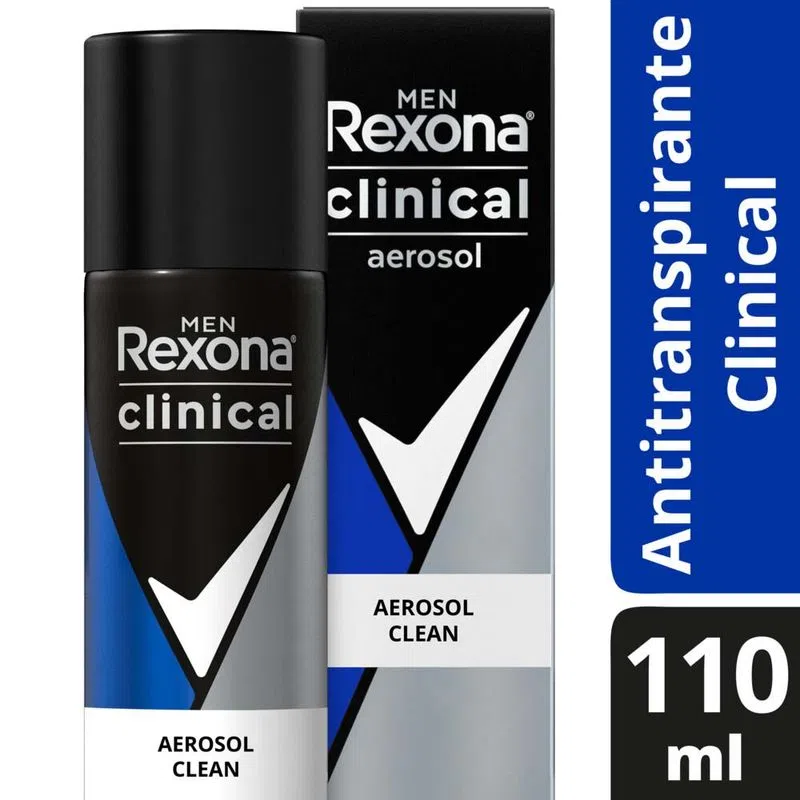 MEN
Rexona®
clinical
AEROSOL
CLEAN
MEN
Rexona®
clinical
aerosol
AEROSOL
CLEAN
Antitranspirante
Clinical
110
ml